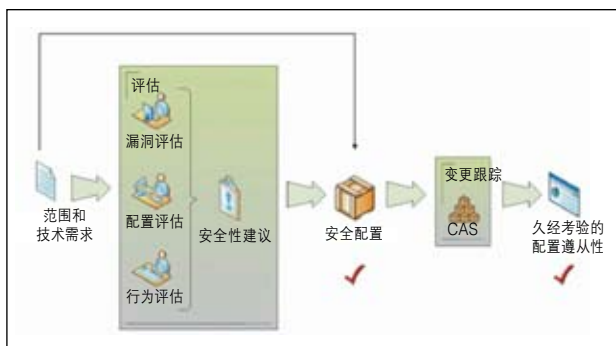 评估
漏洞评估
配置评估
行为评估
范围和
技术需求
安全性建议
安全配置
变更跟踪
CAS
久经考验的
配置遵从性